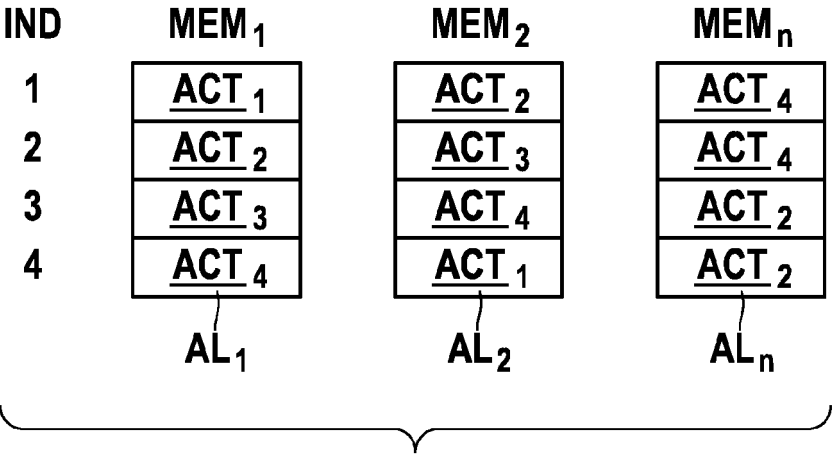 IND MEM1 MEM2 MEMn
1 ACT1 ACT2 ACT4
2 ACT2 ACT3 ACT4
3 ACT3 ACT4 ACT2
4 ACT4 ACT1 ACT2
AL1 AL2 ALn